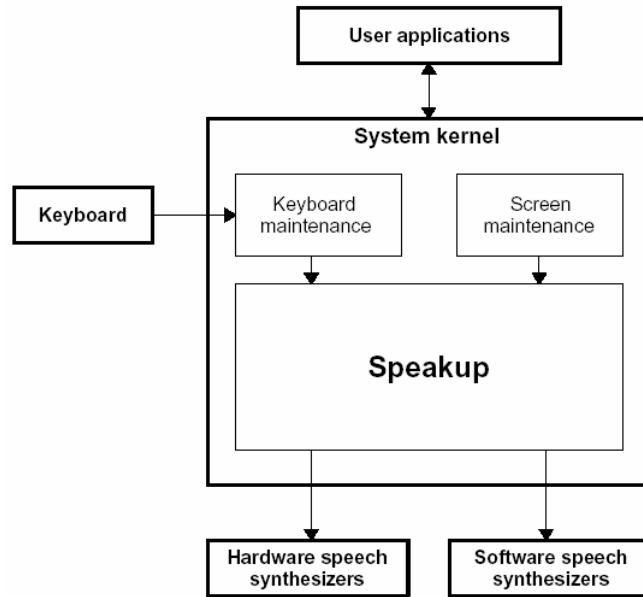 User applications
System kernel
Keyboard
Keyboard
maintenance
Screen
maintenance
Speakup
Hardware speech
synthesizers
Software speech
synthesizers